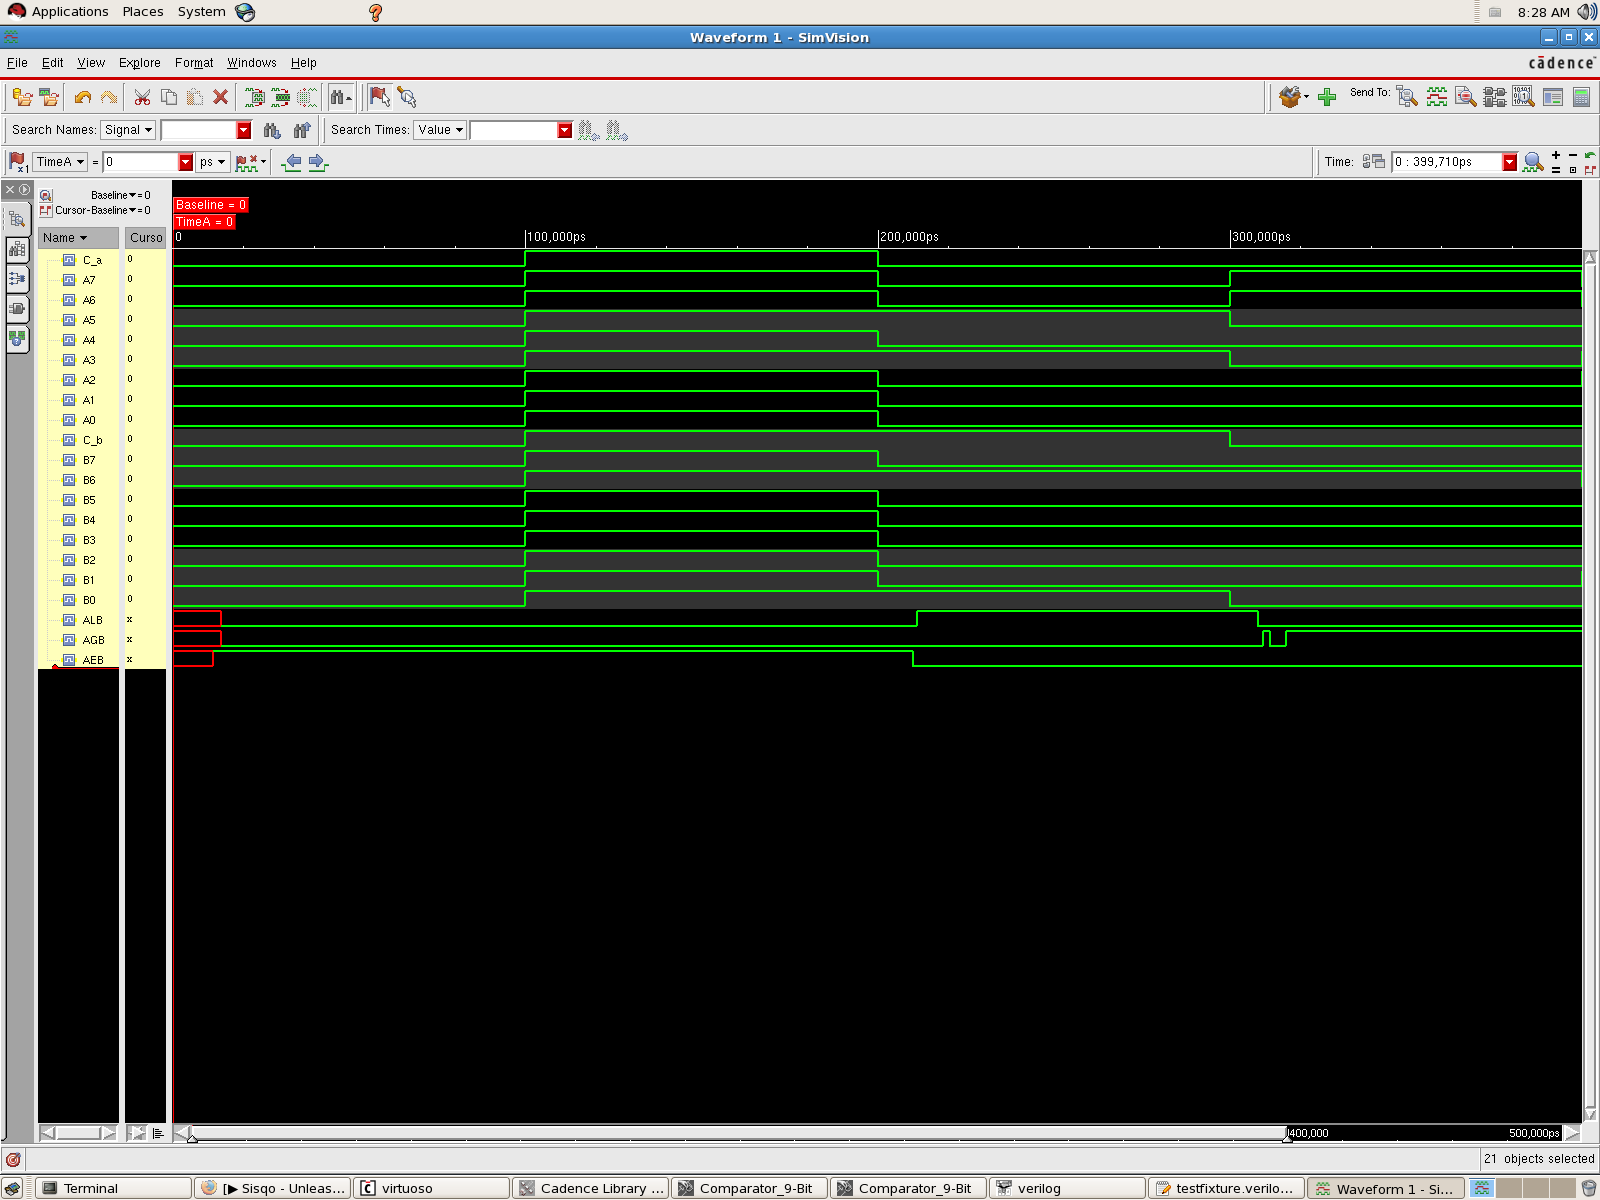 Applications Places System 8:28 AM
Waveform 1 - SimVision
File Edit View Explore Format Windows Help cādence
Send To:
Search Names: Signal Search Times: Value
TimeA = 0 ps Time: 0 : 399,710ps
Baseline = 0
Cursor-Baseline = 0
Baseline = 0
TimeA = 0
Name Curso 0 100,000ps 200,000ps 300,000ps
C_a 0
A7 0
A6 0
A5 0
A4 0
A3 0
A2 0
A1 0
A0 0
C_b 0
B7 0
B6 0
B5 0
B4 0
B3 0
B2 0
B1 0
B0 0
ALB x
AGB x
AEB x
400,000 500,000ps
21 objects selected
Terminal [▶ Sisqo - Unleas... virtuoso Cadence Library ... Comparator_9-Bit Comparator_9-Bit verilog testfixture.verilo... Waveform 1 - Si...